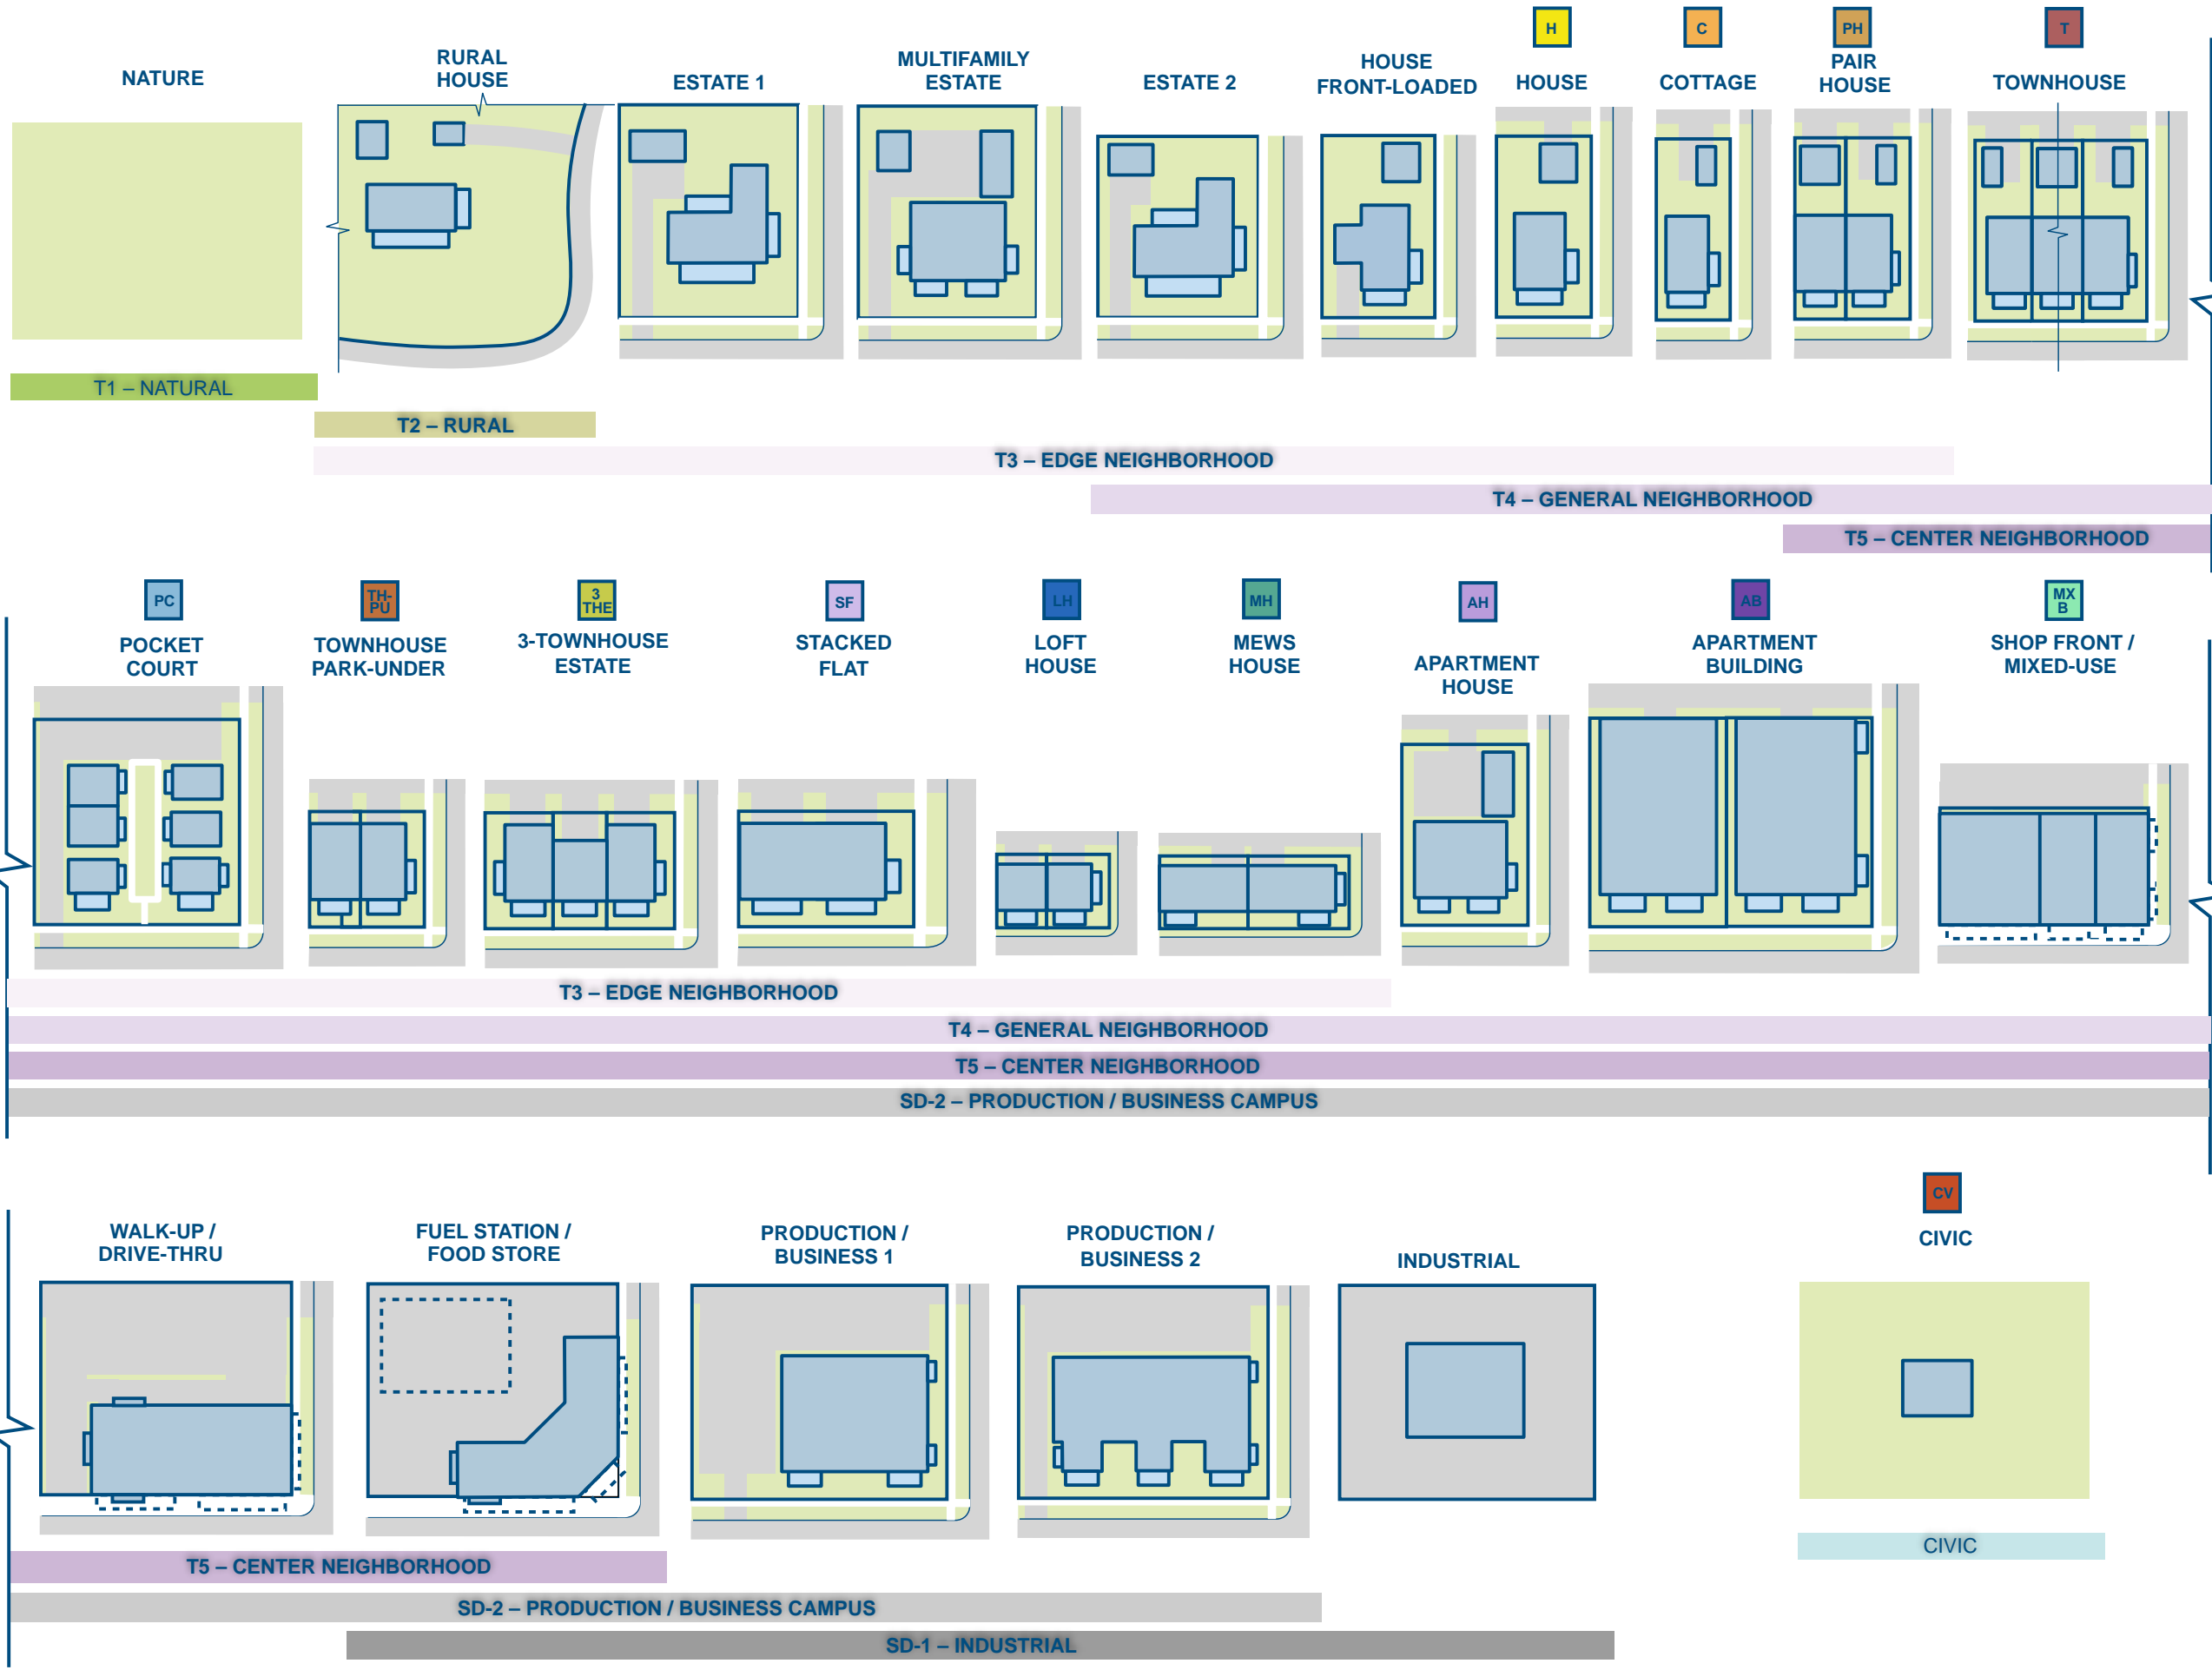 H
C
PH
T
NATURE
RURAL
HOUSE
ESTATE 1
MULTIFAMILY
ESTATE
ESTATE 2
HOUSE
FRONT-LOADED
HOUSE
COTTAGE
PAIR
HOUSE
TOWNHOUSE
T1 – NATURAL
T2 – RURAL
T3 – EDGE NEIGHBORHOOD
T4 – GENERAL NEIGHBORHOOD
T5 – CENTER NEIGHBORHOOD
PC
TH-
PU
3
THE
SF
LH
MH
AH
AB
MX
B
POCKET
COURT
TOWNHOUSE
PARK-UNDER
3-TOWNHOUSE
ESTATE
STACKED
FLAT
LOFT
HOUSE
MEWS
HOUSE
APARTMENT
HOUSE
APARTMENT
BUILDING
SHOP FRONT /
MIXED-USE
T3 – EDGE NEIGHBORHOOD
T4 – GENERAL NEIGHBORHOOD
T5 – CENTER NEIGHBORHOOD
SD-2 – PRODUCTION / BUSINESS CAMPUS
CV
WALK-UP /
DRIVE-THRU
FUEL STATION /
FOOD STORE
PRODUCTION /
BUSINESS 1
PRODUCTION /
BUSINESS 2
INDUSTRIAL
CIVIC
T5 – CENTER NEIGHBORHOOD
CIVIC
SD-2 – PRODUCTION / BUSINESS CAMPUS
SD-1 – INDUSTRIAL